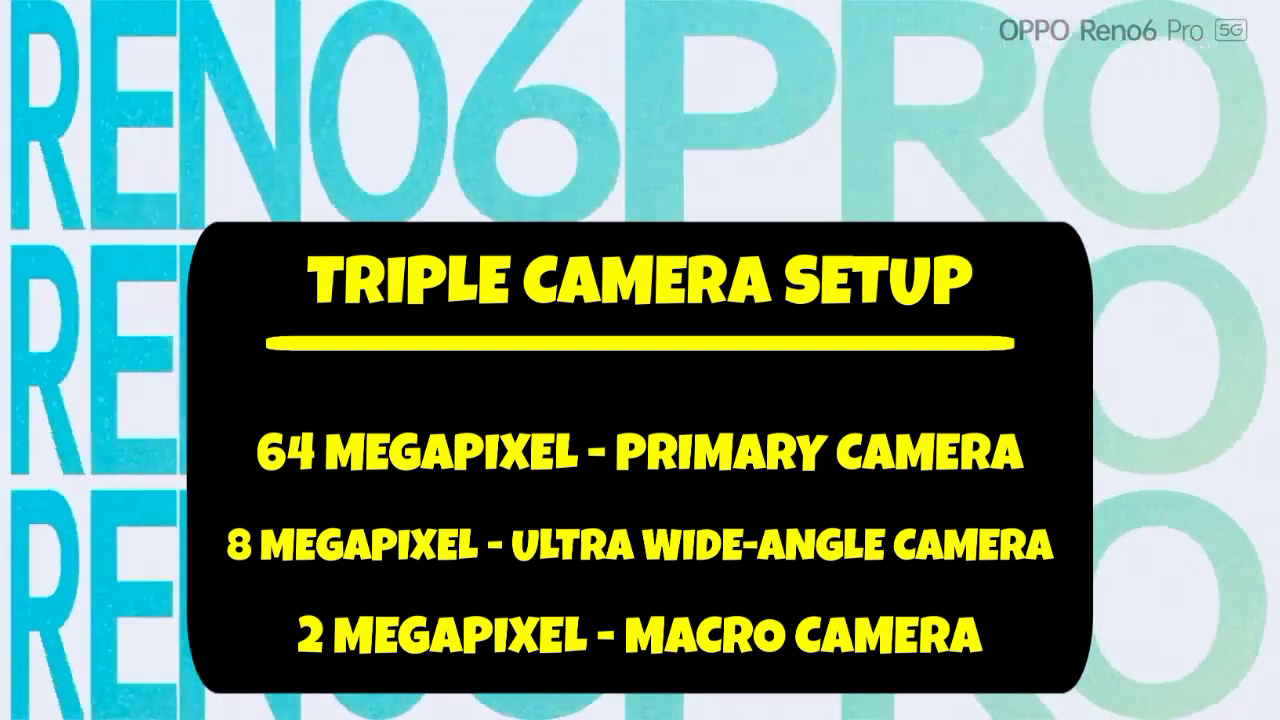 OPPO Reno6 Pro 5G
RENO6PRO
TRIPLE CAMERA SETUP
64 MEGAPIXEL - PRIMARY CAMERA
8 MEGAPIXEL - ULTRA WIDE-ANGLE CAMERA
2 MEGAPIXEL - MACRO CAMERA